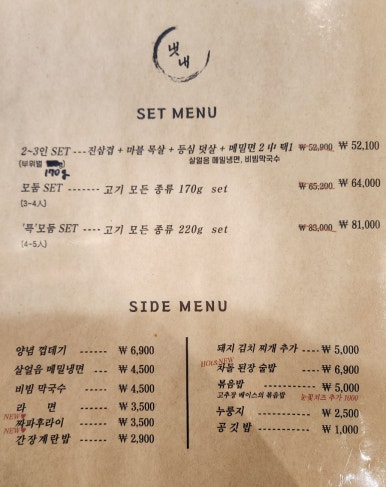 냇내
SET MENU
2~3인 SET --- 진삼겹 + 마블 목살 + 등심 덧살 + 메밀면 2 中 택1 ₩ 52,900 ₩ 52,100
(부위별 170g)
살얼음 메밀냉면, 비빔막국수
모둠 SET ------- 고기 모든 종류 170g set ₩ 65,200 ₩ 64,000
(3~4人)
'특'모둠 SET ---- 고기 모든 종류 220g set ₩ 83,000 ₩ 81,000
(4~5人)
SIDE MENU
양념 껍데기 ------ ₩ 6,900
살얼음 메밀냉면 --- ₩ 4,500
비빔 막국수 ----- ₩ 4,500
라 면 ------ ₩ 3,500
NEW
짜파후라이 ---- ₩ 3,500
NEW
간장계란밥 ---- ₩ 2,900
돼지 김치 찌개 추가 ---- ₩ 5,000
HOT&NEW
차돌 된장 술밥 ------ ₩ 6,900
볶음밥 ------ ₩ 5,000
고추장 베이스의 볶음밥 눈꽃치즈 추가 1000
누룽지 ------ ₩ 2,500
공깃밥 ------ ₩ 1,000